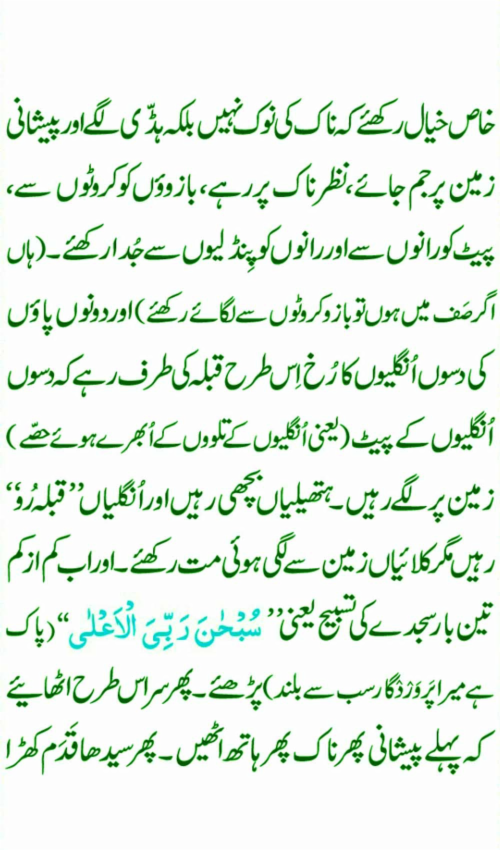 خاص خیال رکھئے کہ ناک کی نوک نہیں بلکہ ہڈّی لگے اور پیشانی
زمین پر جم جائے، نظر ناک پر رہے، بازوؤں کو کروٹوں سے،
پیٹ کو رانوں سے اور رانوں کو پِنڈلیوں سے جُدا رکھئے۔ (ہاں
اگر صَف میں ہوں تو بازو کروٹوں سے لگائے رکھئے) اور دونوں پاؤں
کی دسوں اُنگلیوں کا رُخ اِس طرح قبلہ کی طرف رہے کہ دسوں
اُنگلیوں کے پیٹ (یعنی اُنگلیوں کے تلووں کے اُبھرے ہوئے حصّے)
زمین پر لگے رہیں۔ ہتھیلیاں بچھی رہیں اور اُنگلیاں ”قبلہ رُو“
رہیں مگر کلائیاں زمین سے لگی ہوئی مت رکھئے۔ اور اب کم از کم
تین بار سجدے کی تسبیح یعنی ”سُبْحٰنَ رَبِّیَ الْاَعْلٰی“ (پاک
ہے میرا پَروَرْدْگار سب سے بلند) پڑھئے۔ پھر سر اس طرح اٹھائیے
کہ پہلے پیشانی پھر ناک پھر ہاتھ اٹھیں۔ پھر سیدھا قَدَم کھڑا